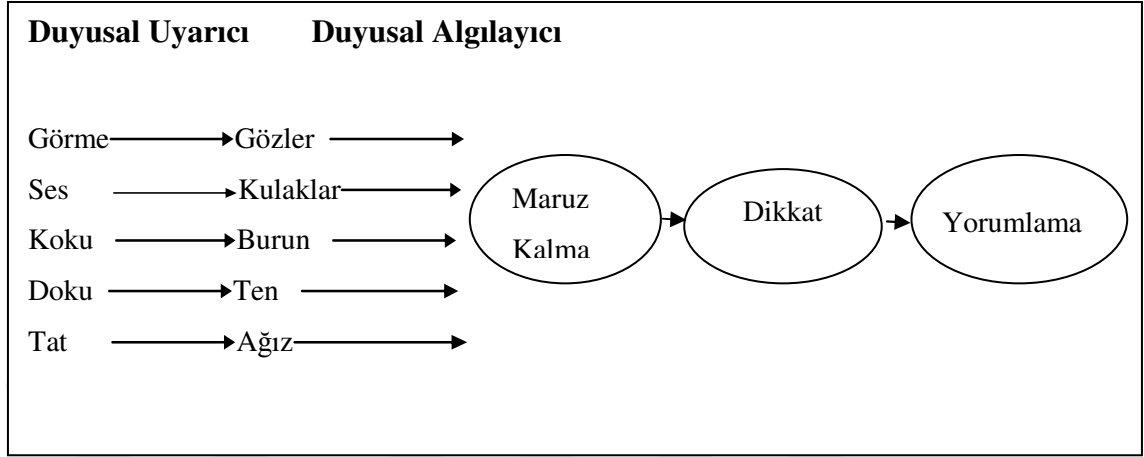 Duyusal Uyarıcı Duyusal Algılayıcı
Görme Gözler
Ses Kulaklar
Koku Burun
Doku Ten
Tat Ağız
Maruz
Kalma
Dikkat
Yorumlama